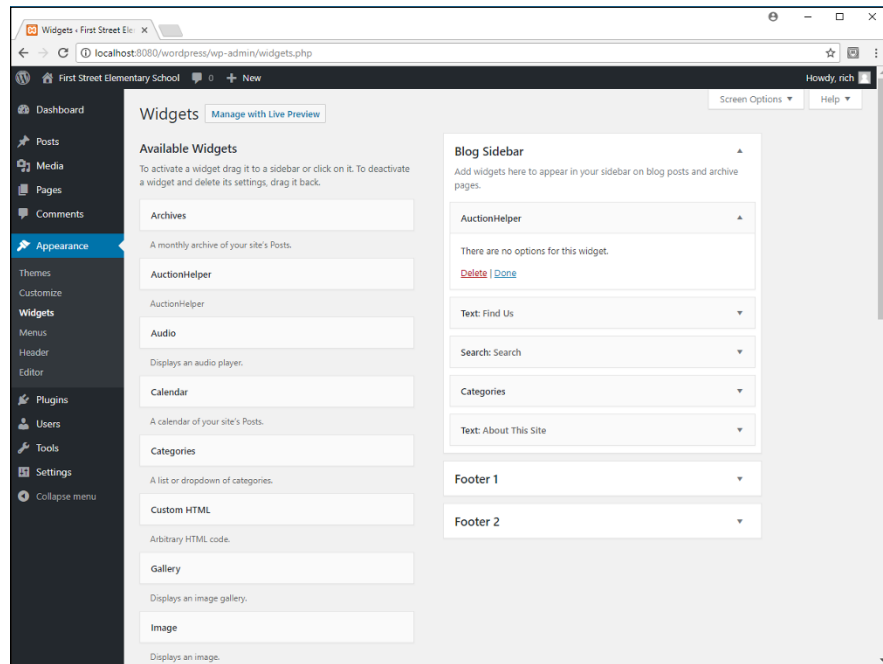 Widgets ‹ First Street Ele
localhost:8080/wordpress/wp-admin/widgets.php
First Street Elementary School 0 + New Howdy, rich
Screen Options Help
Dashboard
Posts
Media
Pages
Comments
Appearance
Themes
Customize
Widgets
Menus
Header
Editor
Plugins
Users
Tools
Settings
Collapse menu
Widgets Manage with Live Preview
Available Widgets
To activate a widget drag it to a sidebar or click on it. To deactivate
a widget and delete its settings, drag it back.
Archives
A monthly archive of your site's Posts.
AuctionHelper
AuctionHelper
Audio
Displays an audio player.
Calendar
A calendar of your site's Posts.
Categories
A list or dropdown of categories.
Custom HTML
Arbitrary HTML code.
Gallery
Displays an image gallery.
Image
Displays an image.
Blog Sidebar
Add widgets here to appear in your sidebar on blog posts and archive
pages.
AuctionHelper
There are no options for this widget.
Delete | Done
Text: Find Us
Search: Search
Categories
Text: About This Site
Footer 1
Footer 2